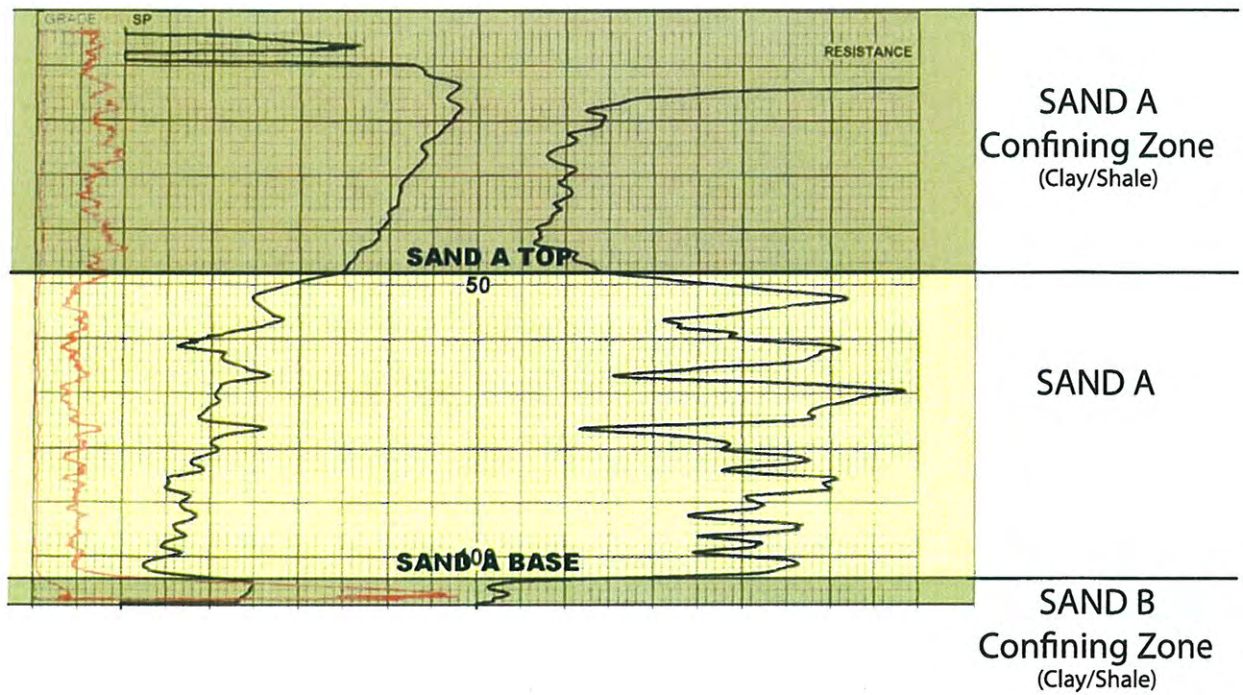 GRADE SP
RESISTANCE
SAND A
Confining Zone
(Clay/Shale)
SAND A TOP
50
SAND A
SAND A BASE
100
SAND B
Confining Zone
(Clay/Shale)